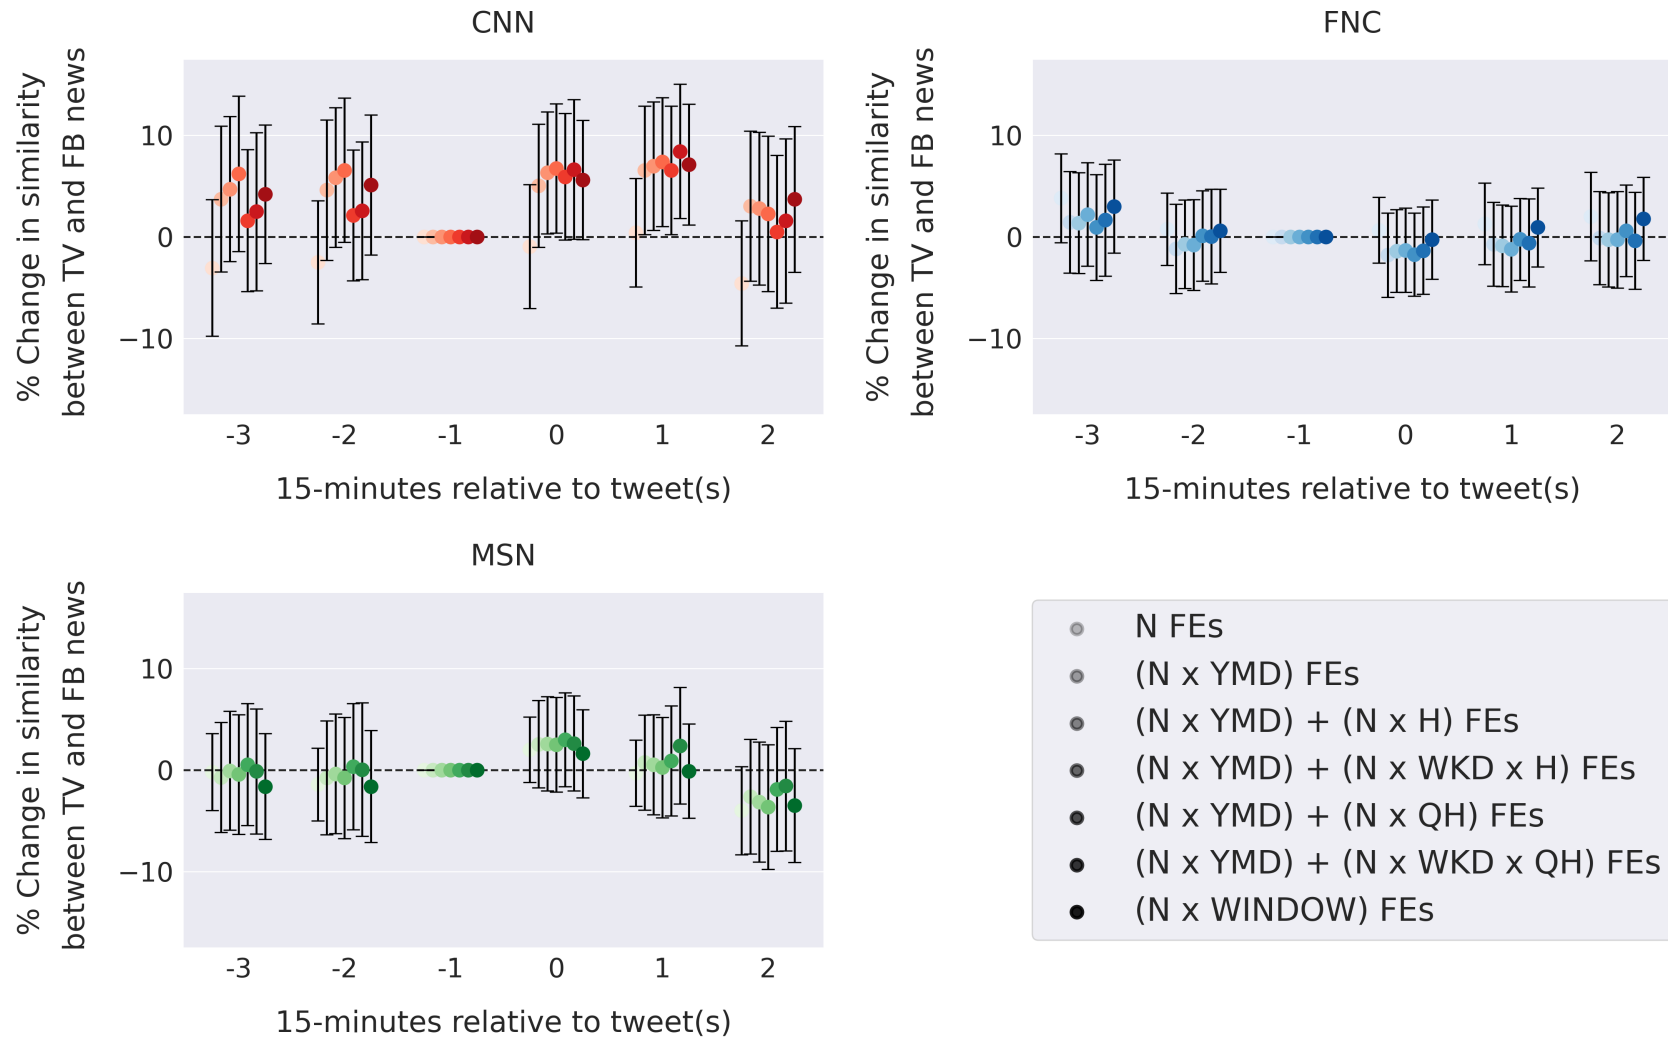 CNN
% Change in similarity
between TV and FB news
10
0
−10
-3 -2 -1 0 1 2
15-minutes relative to tweet(s)
FNC
% Change in similarity
between TV and FB news
10
0
−10
-3 -2 -1 0 1 2
15-minutes relative to tweet(s)
MSN
% Change in similarity
between TV and FB news
10
0
−10
-3 -2 -1 0 1 2
15-minutes relative to tweet(s)
N FEs
(N x YMD) FEs
(N x YMD) + (N x H) FEs
(N x YMD) + (N x WKD x H) FEs
(N x YMD) + (N x QH) FEs
(N x YMD) + (N x WKD x QH) FEs
(N x WINDOW) FEs